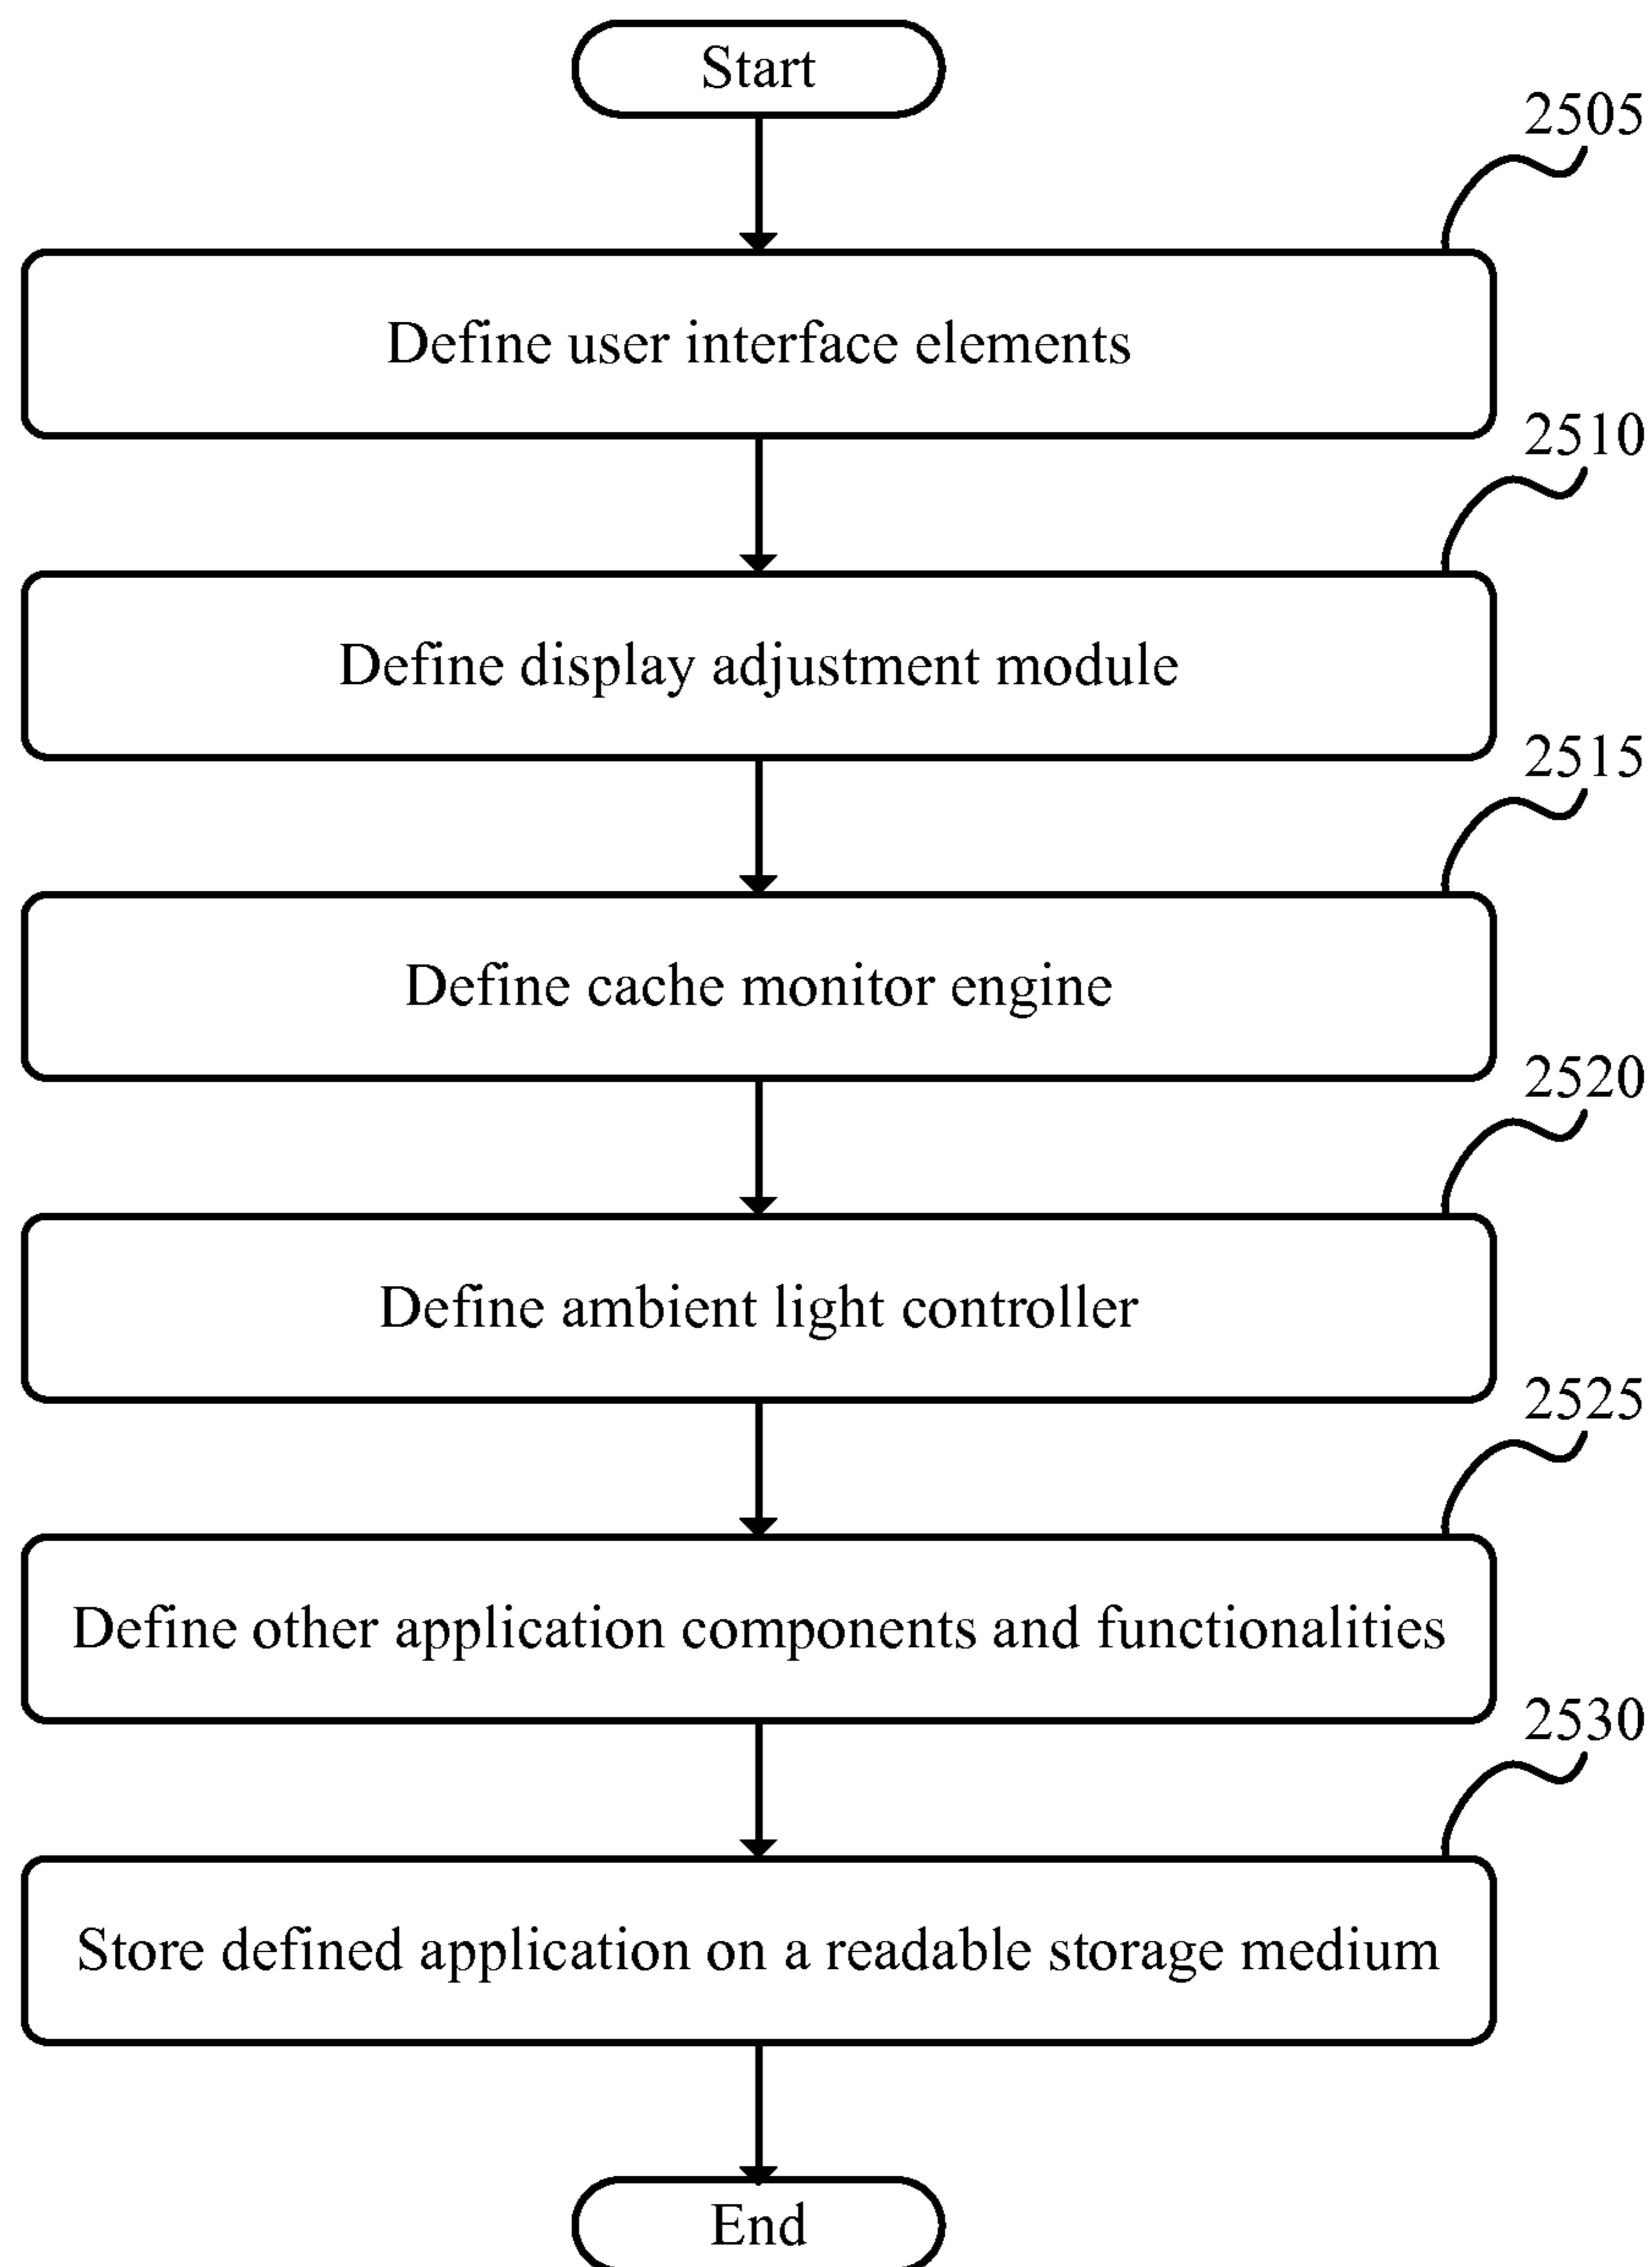 Start
2505
Define user interface elements
2510
Define display adjustment module
2515
Define cache monitor engine
2520
Define ambient light controller
2525
Define other application components and functionalities
2530
Store defined application on a readable storage medium
End